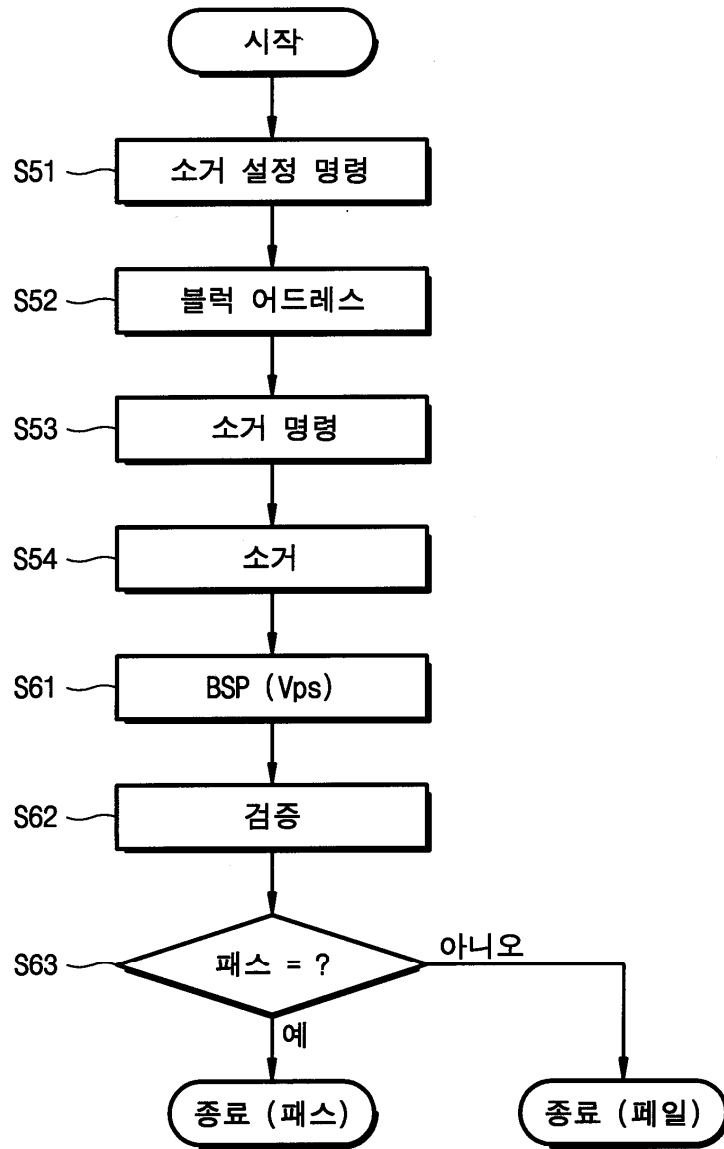 시작
S51 소거 설정 명령
S52 블럭 어드레스
S53 소거 명령
S54 소거
S61 BSP (Vps)
S62 검증
S63 패스 = ?
아니오
예
종료 (패스)
종료 (페일)